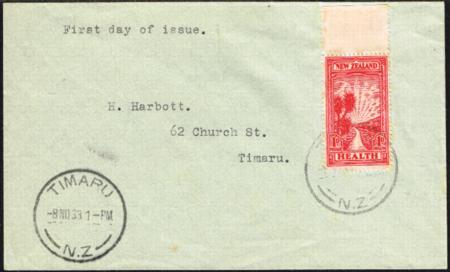 First day of issue.
NEW ZEALAND
H. Harbott.
62 Church St.
Timaru.
1D 1D
HEALTH
N.Z
TIMARU
-8 NO 33 1-PM
N.Z